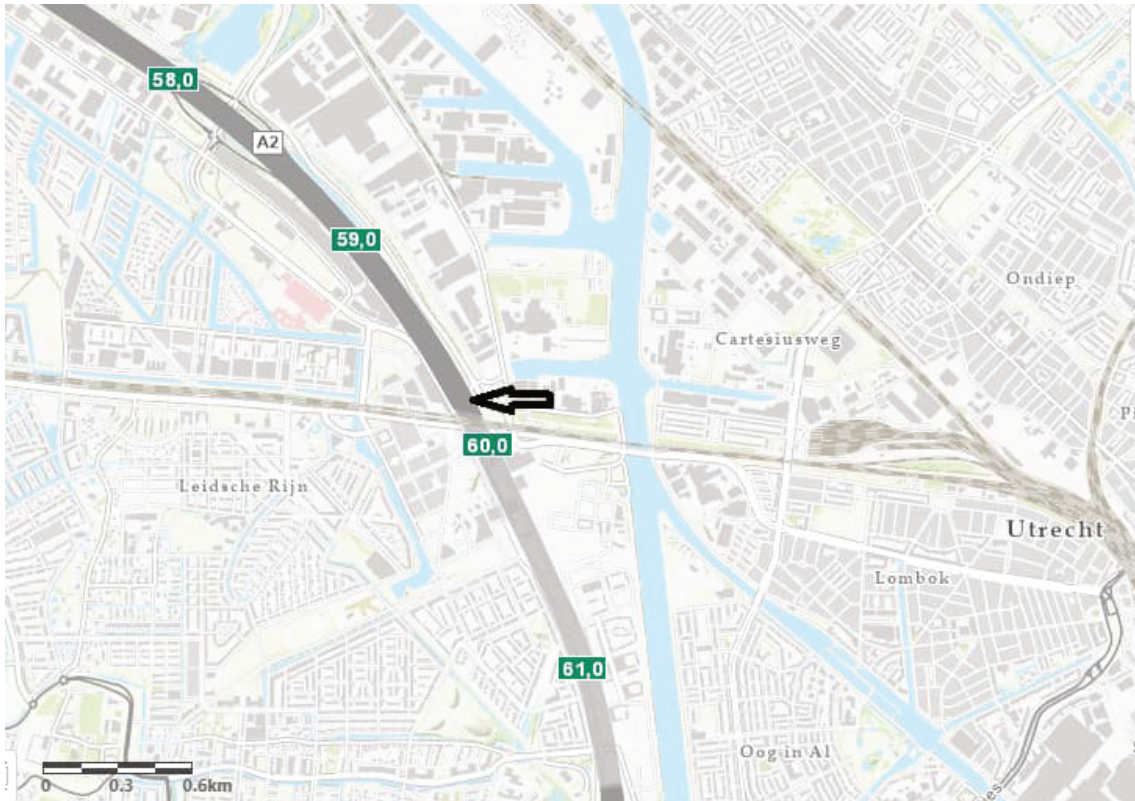 58,0
A2
59,0
Ondiep
Cartesiusweg
60,0
Leidsche Rijn
Utrecht
Lombok
61,0
Oog in Al
0 0.3 0.6km